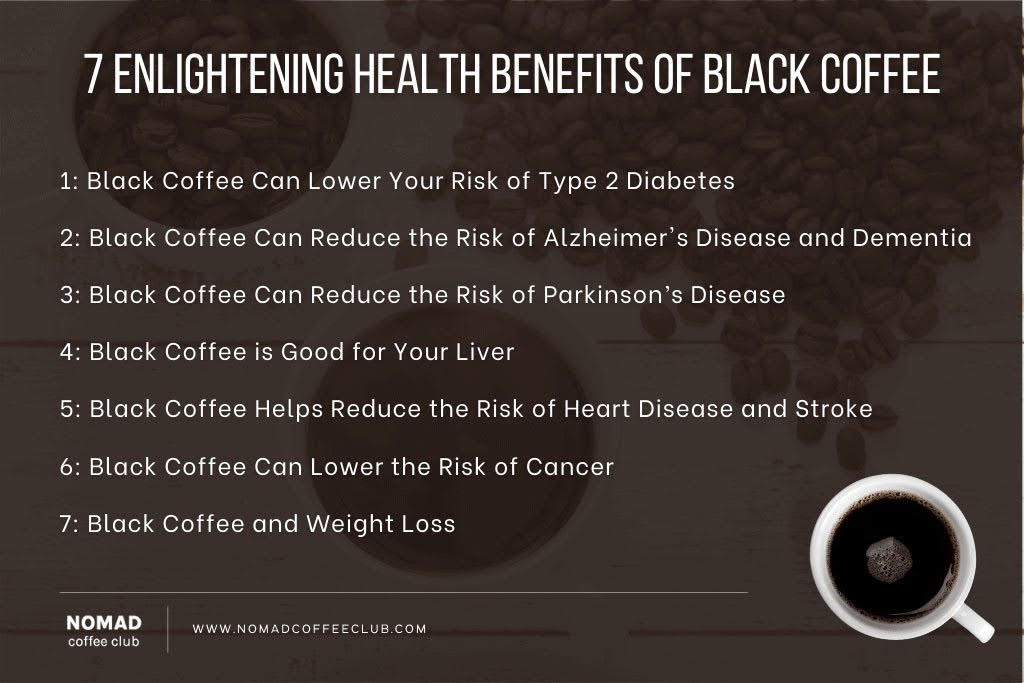 7 ENLIGHTENING HEALTH BENEFITS OF BLACK COFFEE
1: Black Coffee Can Lower Your Risk of Type 2 Diabetes
2: Black Coffee Can Reduce the Risk of Alzheimer's Disease and Dementia
3: Black Coffee Can Reduce the Risk of Parkinson's Disease
4: Black Coffee is Good for Your Liver
5: Black Coffee Helps Reduce the Risk of Heart Disease and Stroke
6: Black Coffee Can Lower the Risk of Cancer
7: Black Coffee and Weight Loss
NOMAD
coffee club
WWW.NOMADCOFFEECLUB.COM